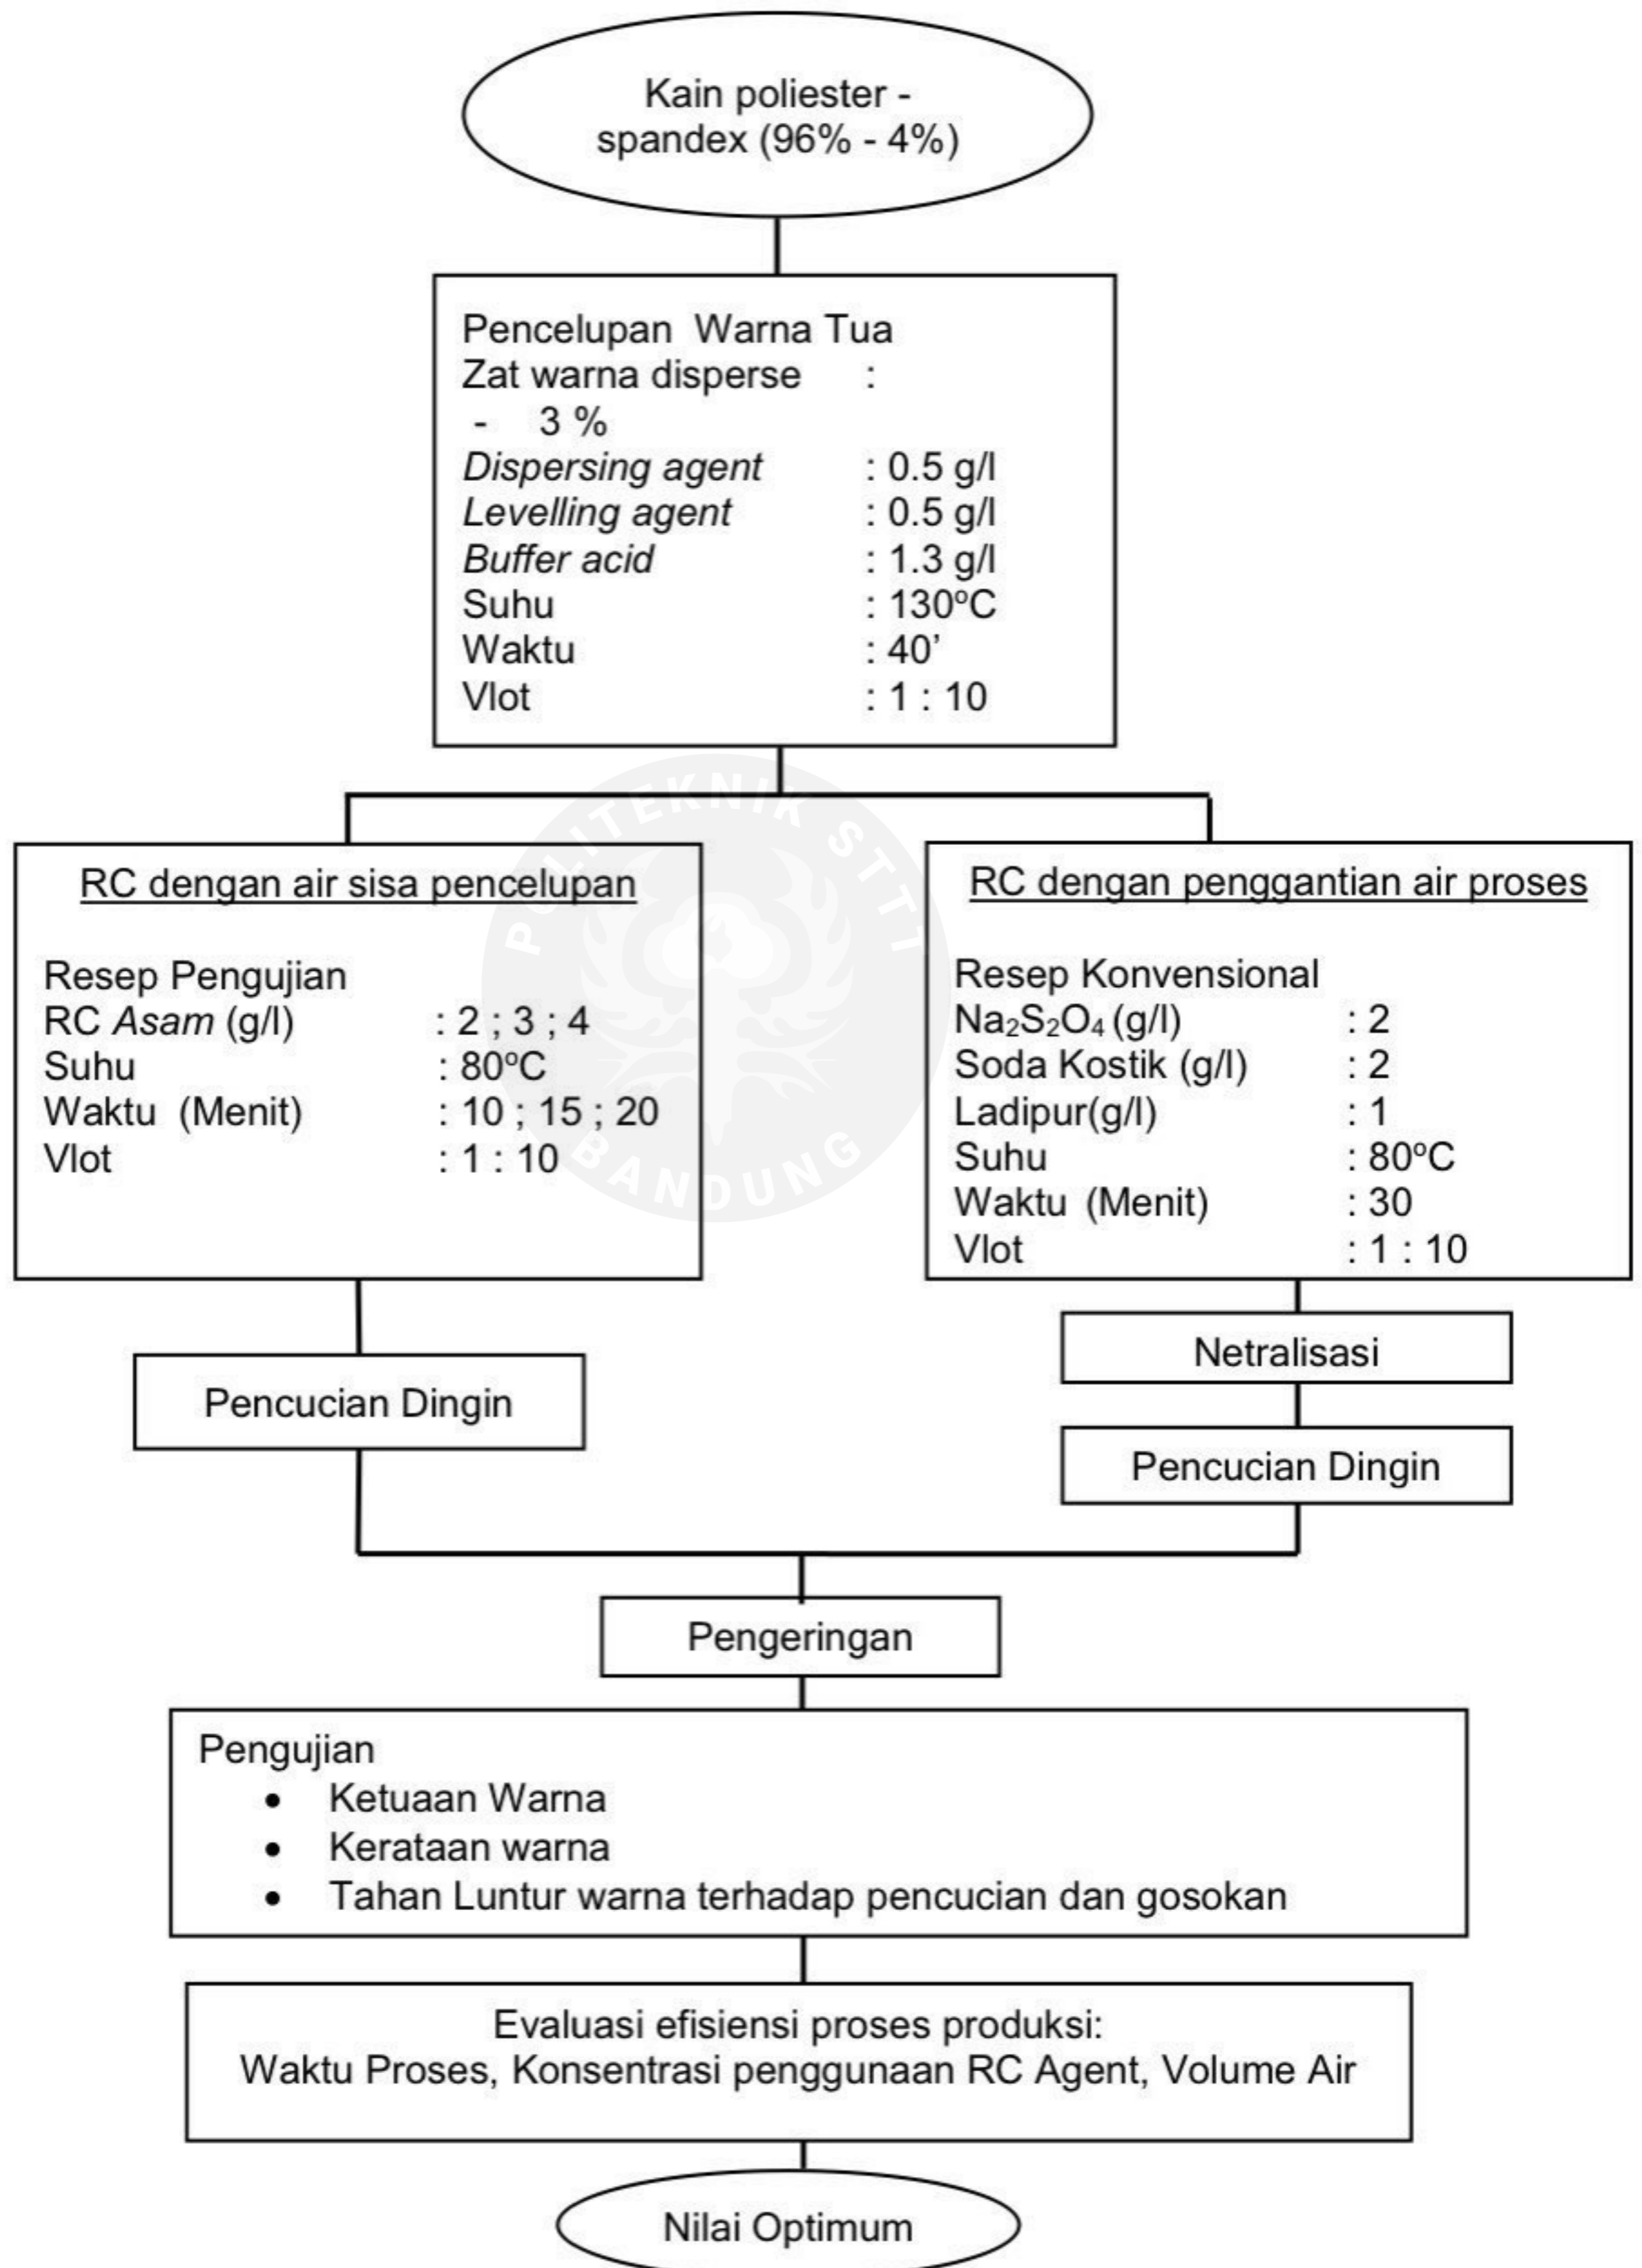 Kain poliester -
spandex (96% - 4%)
Pencelupan Warna Tua
Zat warna disperse :
- 3 %
Dispersing agent : 0.5 g/l
Levelling agent : 0.5 g/l
Buffer acid : 1.3 g/l
Suhu : 130ºC
Waktu : 40’
Vlot : 1 : 10
POLITEKNIK STTT
BANDUNG
RC dengan air sisa pencelupan
Resep Pengujian
RC Asam (g/l) : 2 ; 3 ; 4
Suhu : 80ºC
Waktu (Menit) : 10 ; 15 ; 20
Vlot : 1 : 10
RC dengan penggantian air proses
Resep Konvensional
Na₂S₂O₄ (g/l) : 2
Soda Kostik (g/l) : 2
Ladipur(g/l) : 1
Suhu : 80ºC
Waktu (Menit) : 30
Vlot : 1 : 10
Pencucian Dingin
Netralisasi
Pencucian Dingin
Pengeringan
Pengujian
• Ketuaan Warna
• Kerataan warna
• Tahan Luntur warna terhadap pencucian dan gosokan
Evaluasi efisiensi proses produksi:
Waktu Proses, Konsentrasi penggunaan RC Agent, Volume Air
Nilai Optimum